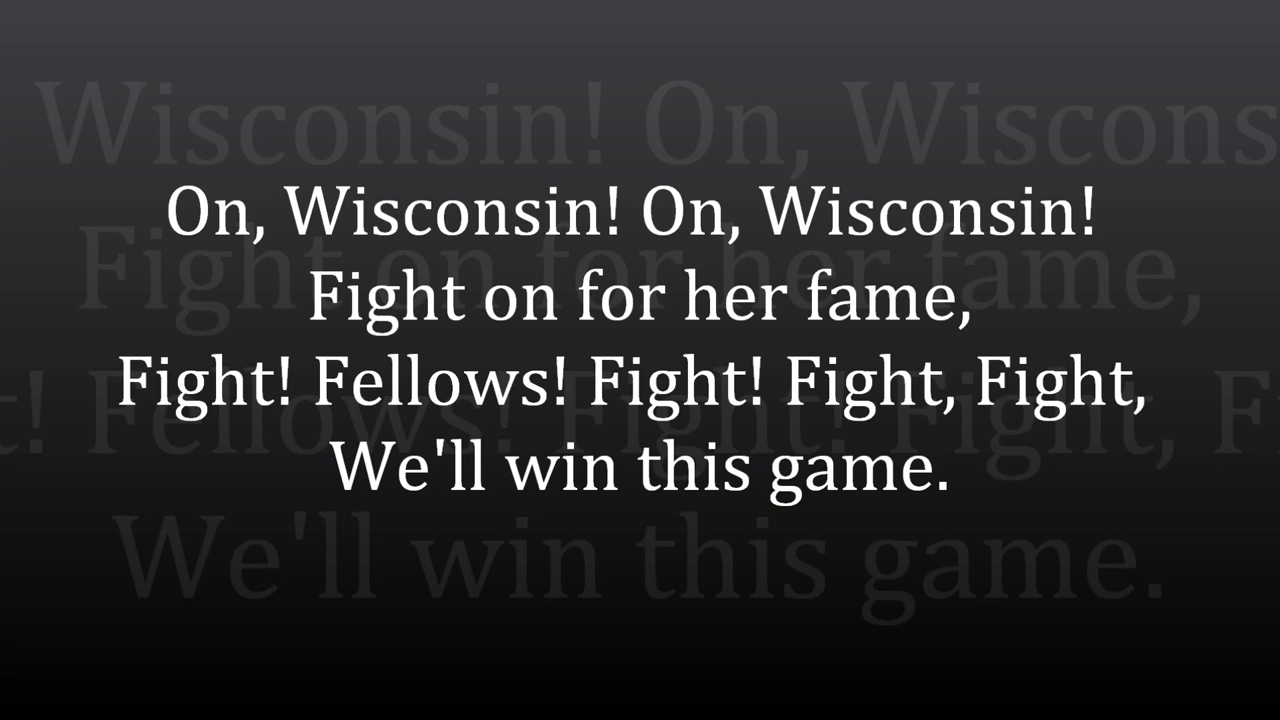 On, Wisconsin! On, Wisconsin!
Fight on for her fame,
Fight! Fellows! Fight! Fight, Fight,
We'll win this game.